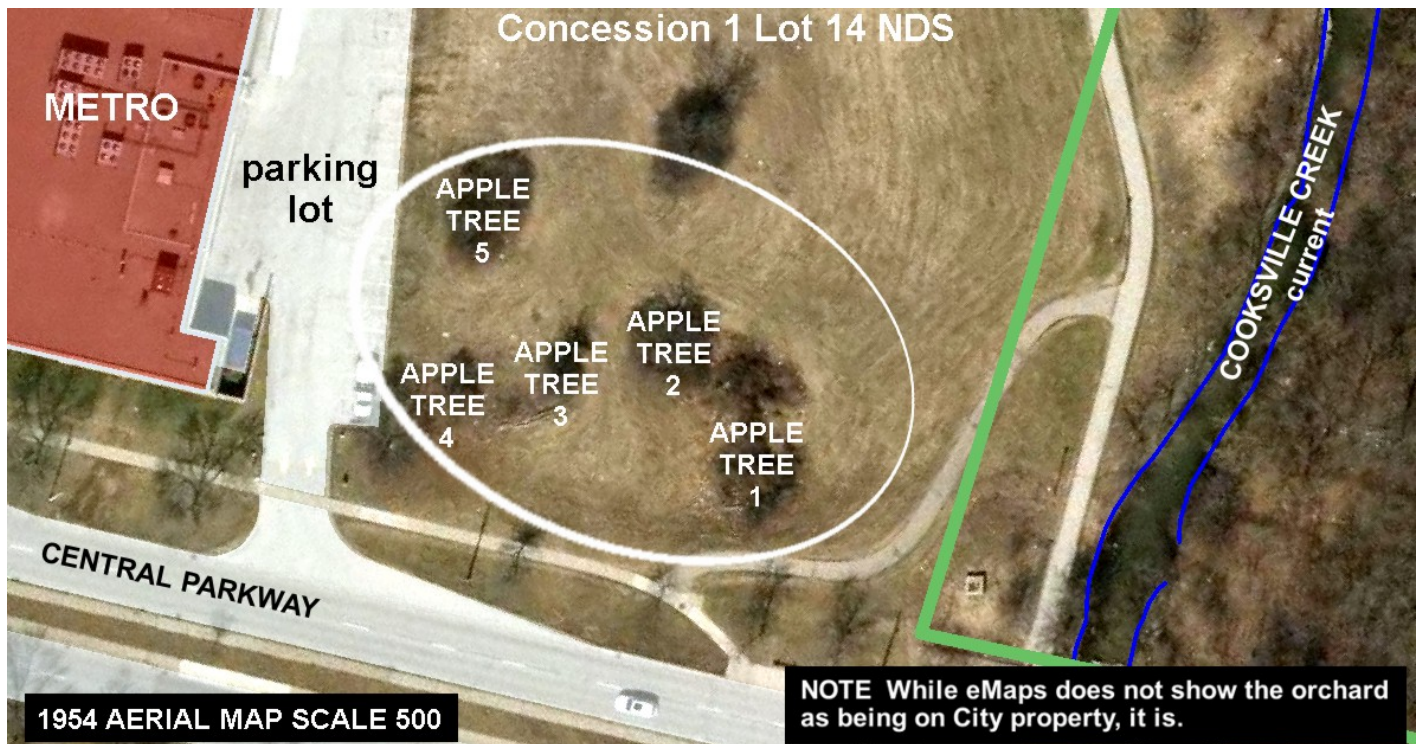 Concession 1 Lot 14 NDS
METRO
parking
lot
APPLE
TREE
5
APPLE
TREE
2
APPLE
TREE
3
APPLE
TREE
4
APPLE
TREE
1
COOKSVILLE CREEK
current
CENTRAL PARKWAY
1954 AERIAL MAP SCALE 500
NOTE  While eMaps does not show the orchard
as being on City property, it is.